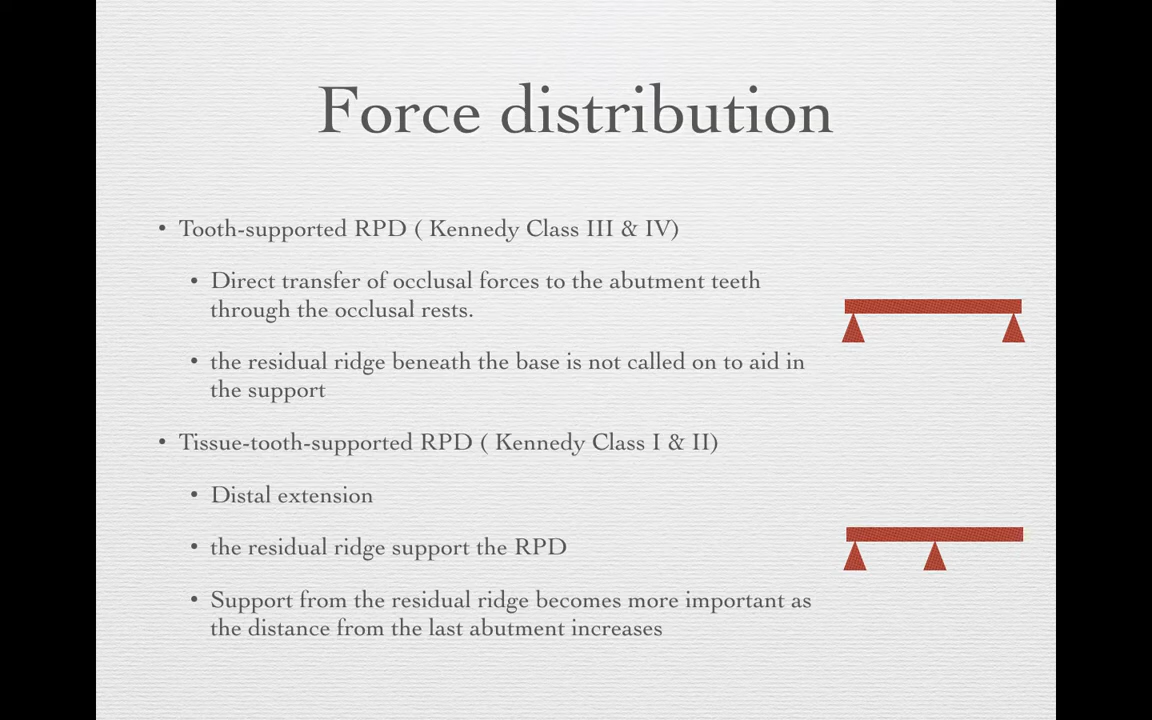 Force distribution
• Tooth-supported RPD ( Kennedy Class III & IV)
• Direct transfer of occlusal forces to the abutment teeth
through the occlusal rests.
• the residual ridge beneath the base is not called on to aid in
the support
• Tissue-tooth-supported RPD ( Kennedy Class I & II)
• Distal extension
• the residual ridge support the RPD
• Support from the residual ridge becomes more important as
the distance from the last abutment increases